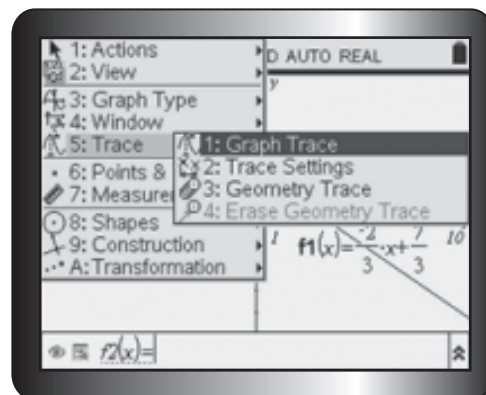 1: Actions
2: View
3: Graph Type
4: Window
5: Trace
6: Points &
7: Measure
8: Shapes
9: Construction
A: Transformation
D AUTO REAL
y
1: Graph Trace
2: Trace Settings
3: Geometry Trace
4: Erase Geometry Trace
1
f1(x)=-2/3·x+7/3
10
f2(x)=